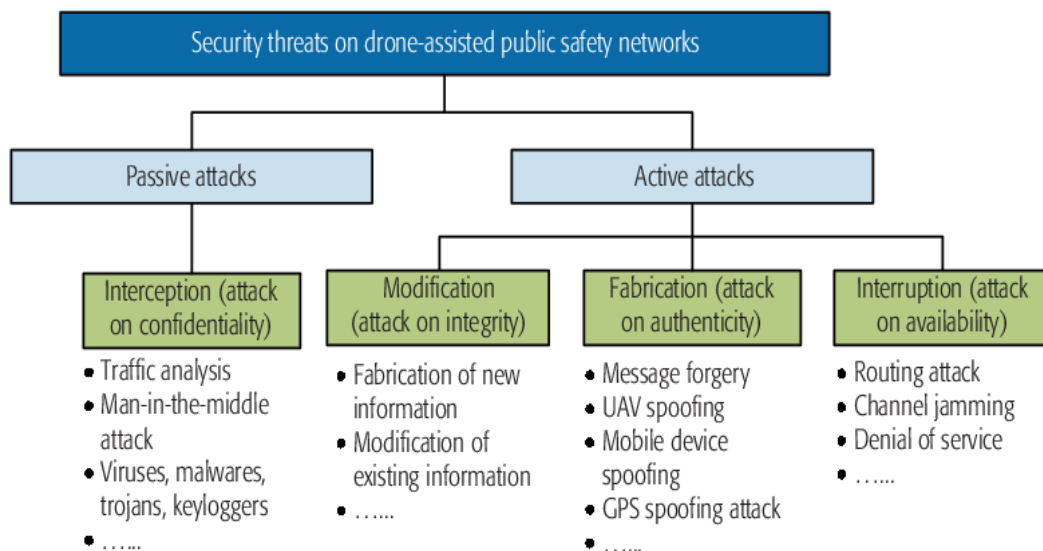 Security threats on drone-assisted public safety networks
Passive attacks
Active attacks
Interception (attack
on confidentiality)
• Traffic analysis
• Man-in-the-middle
attack
• Viruses, malwares,
trojans, keyloggers
• …...
Modification
(attack on integrity)
• Fabrication of new
information
• Modification of
existing information
• …....
Fabrication (attack
on authenticity)
• Message forgery
• UAV spoofing
• Mobile device
spoofing
• GPS spoofing attack
• …....
Interruption (attack
on availability)
• Routing attack
• Channel jamming
• Denial of service
• …....